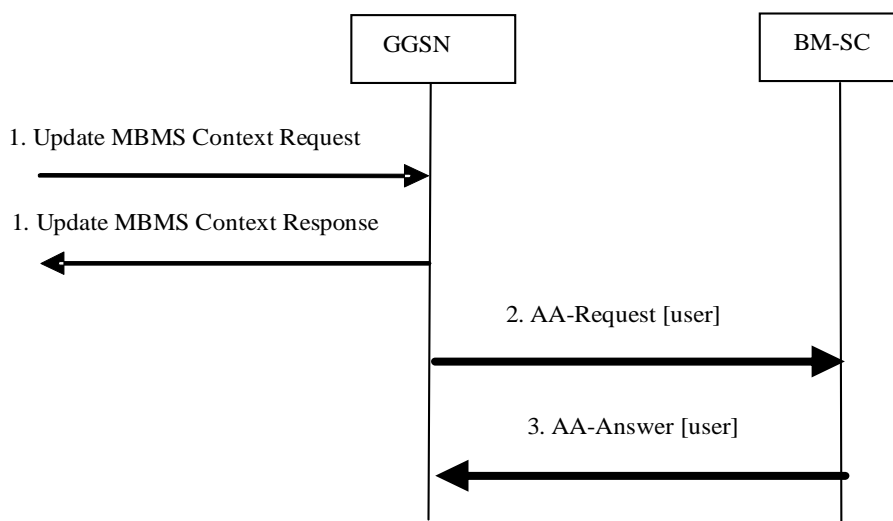 GGSN
BM-SC
1. Update MBMS Context Request
1. Update MBMS Context Response
2. AA-Request [user]
3. AA-Answer [user]